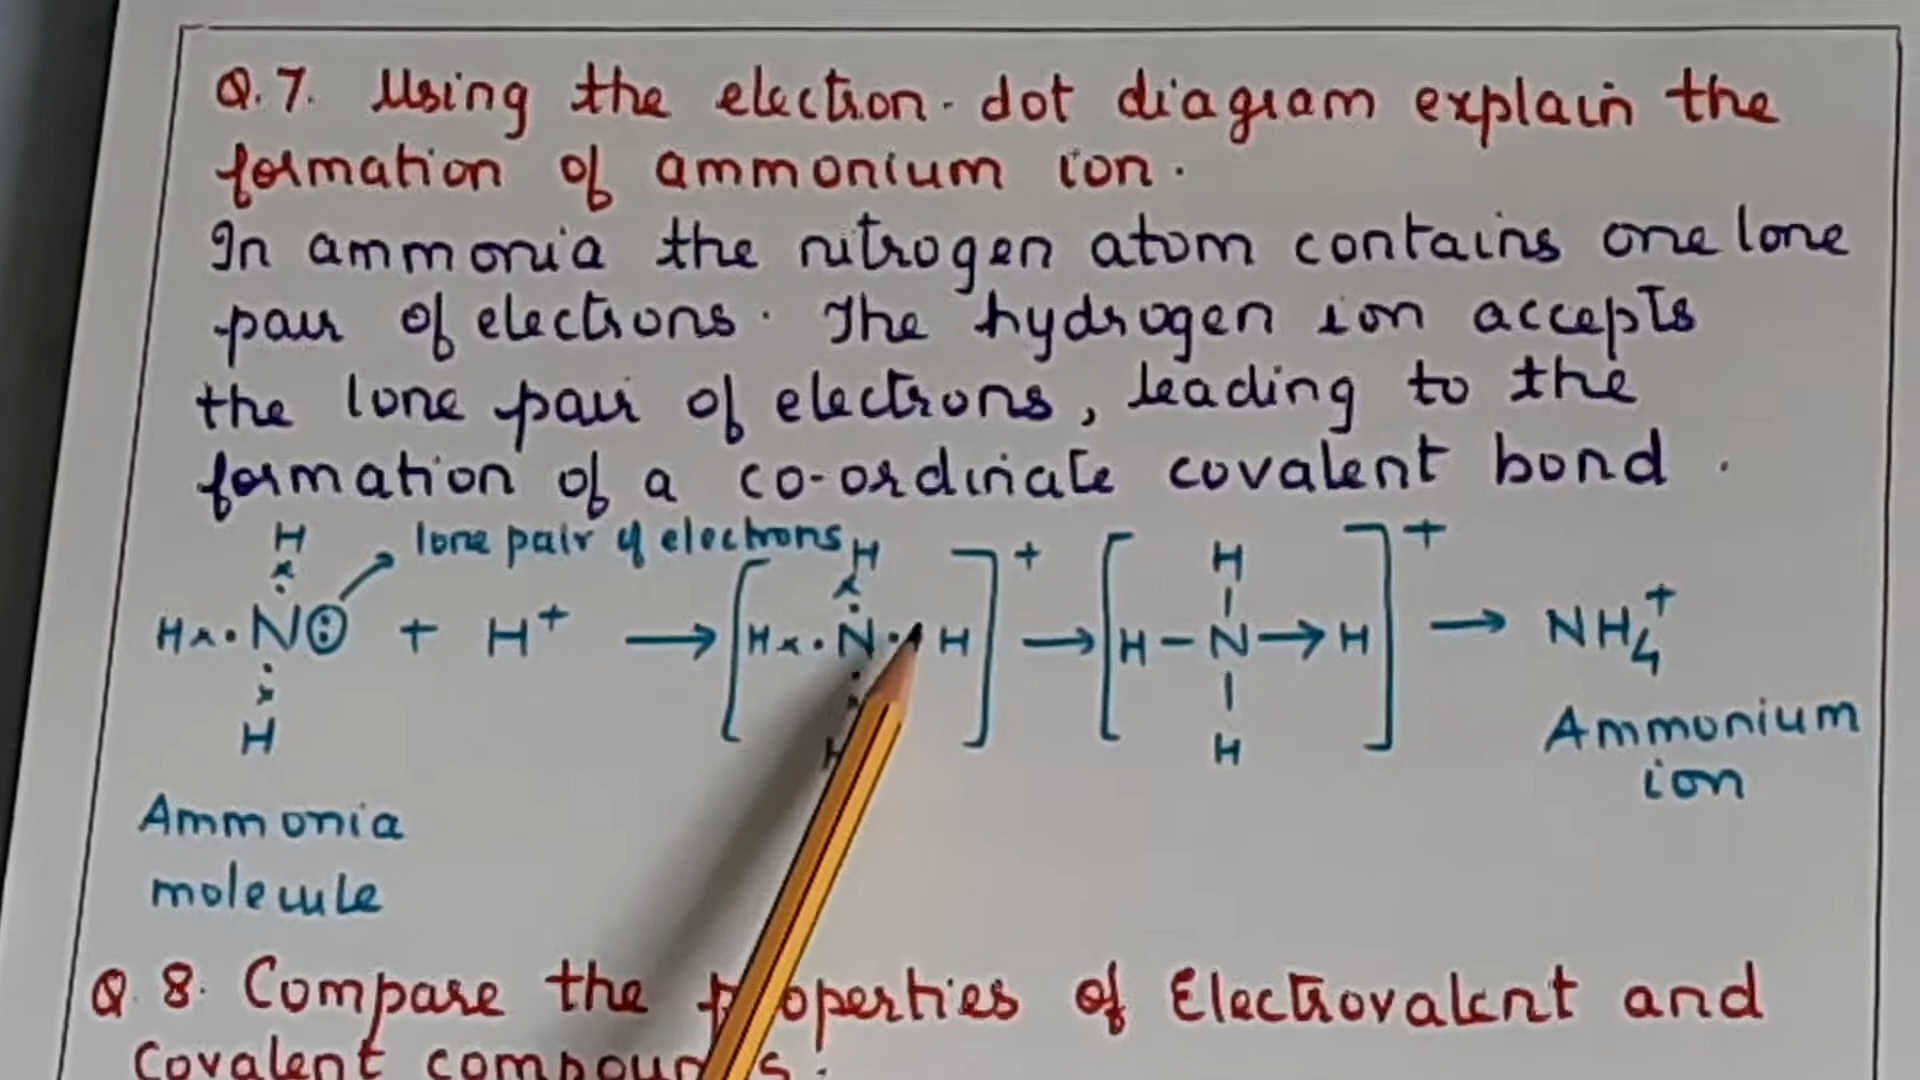 Q.7. Using the electron-dot diagram explain the
formation of ammonium ion.
In ammonia the nitrogen atom contains one lone
pair of electrons. The hydrogen ion accepts
the lone pair of electrons, leading to the
formation of a co-ordinate covalent bond.
lone pair of electrons
H H + H +
H x • N : + H+ → [ H x • N • H ] → [ H – N → H ] → NH4+
H H H
Ammonium
ion
Ammonia
molecule
Q.8. Compare the properties of Electrovalent and
Covalent compounds.